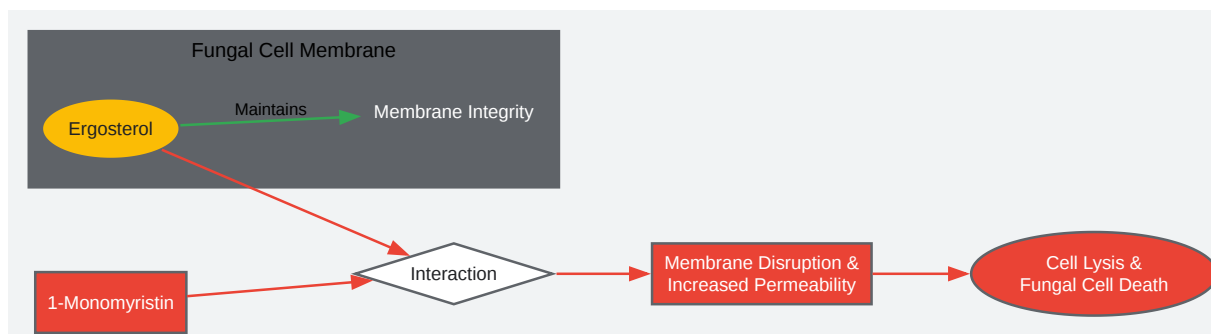 Fungal Cell Membrane
Ergosterol
Maintains
Membrane Integrity
1-Monomyristin
Interaction
Membrane Disruption &
Increased Permeability
Cell Lysis &
Fungal Cell Death